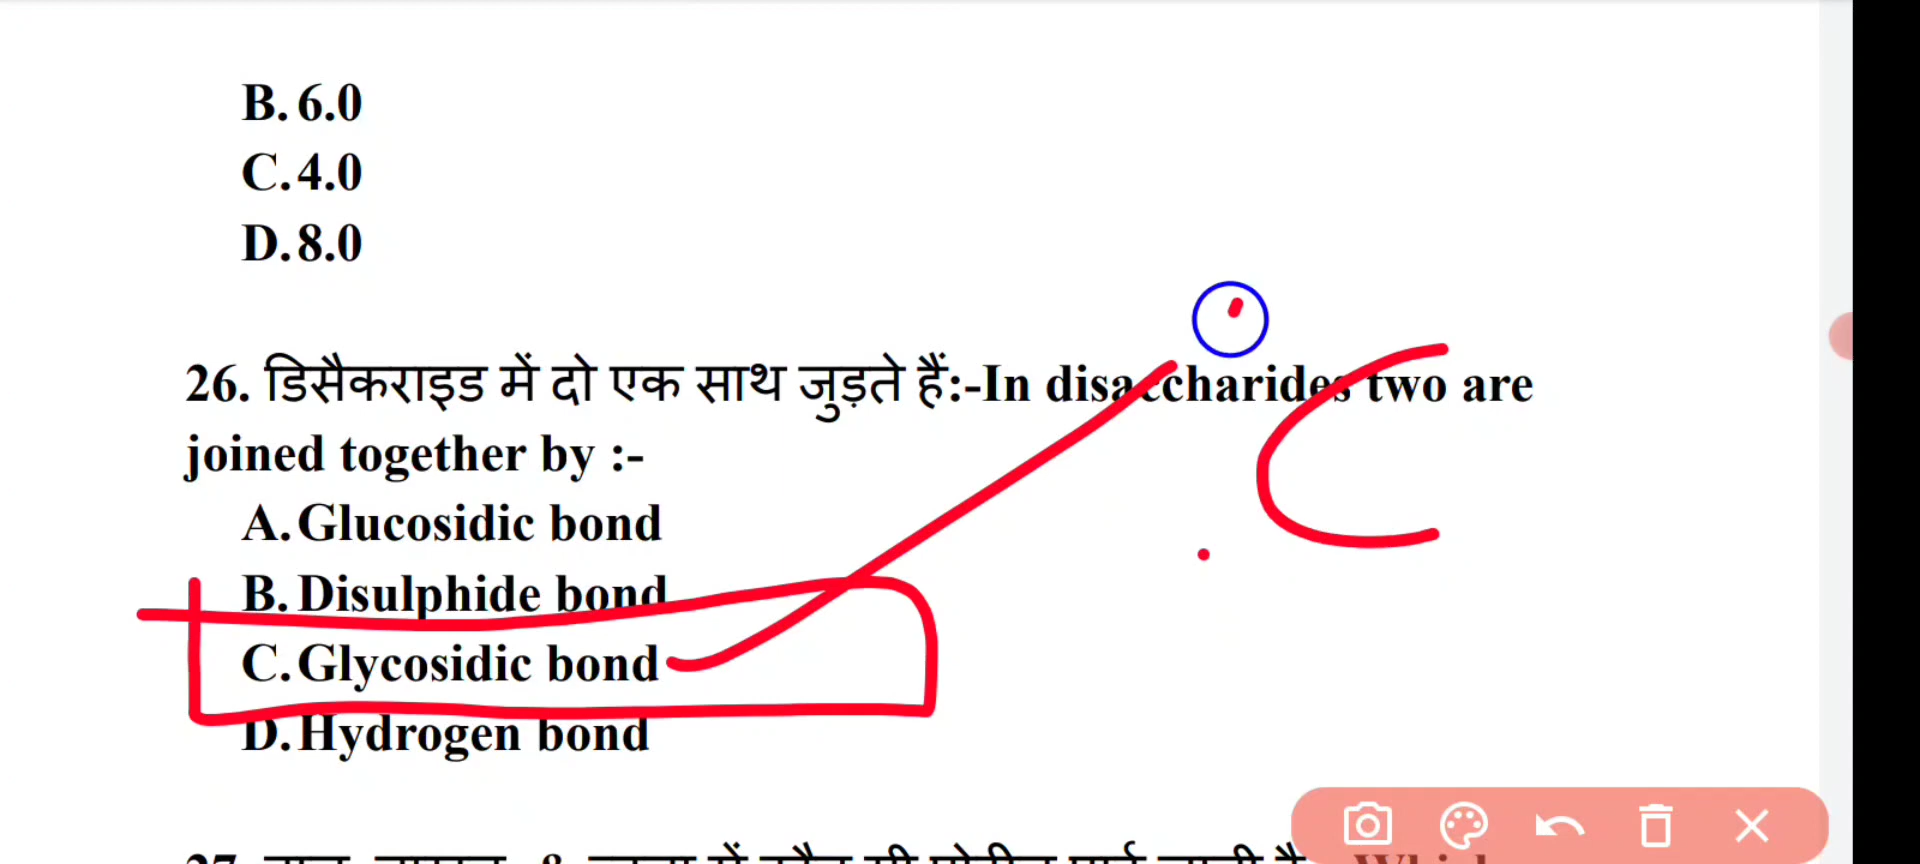 B. 6.0
C. 4.0
D. 8.0
26. डिसैकराइड में दो एक साथ जुड़ते हैं:-In disaccharides two are
joined together by :-
A. Glucosidic bond
B. Disulphide bond
C. Glycosidic bond
D. Hydrogen bond
C